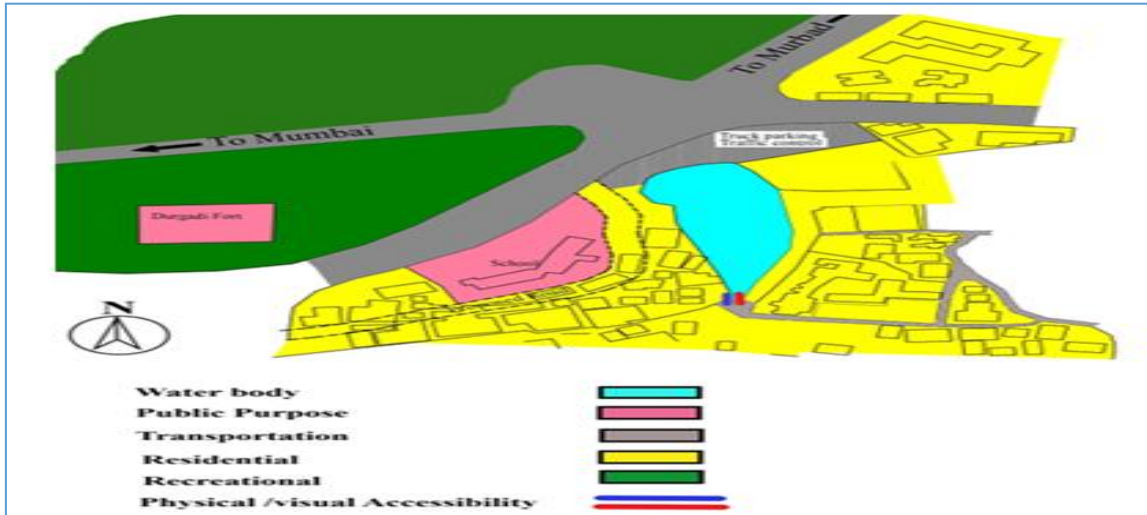 To Murbad
To Mumbai
Truck parking
Traffic control
Durgadi Fort
School
N
Water body
Public Purpose
Transportation
Residential
Recreational
Physical /visual Accessibility